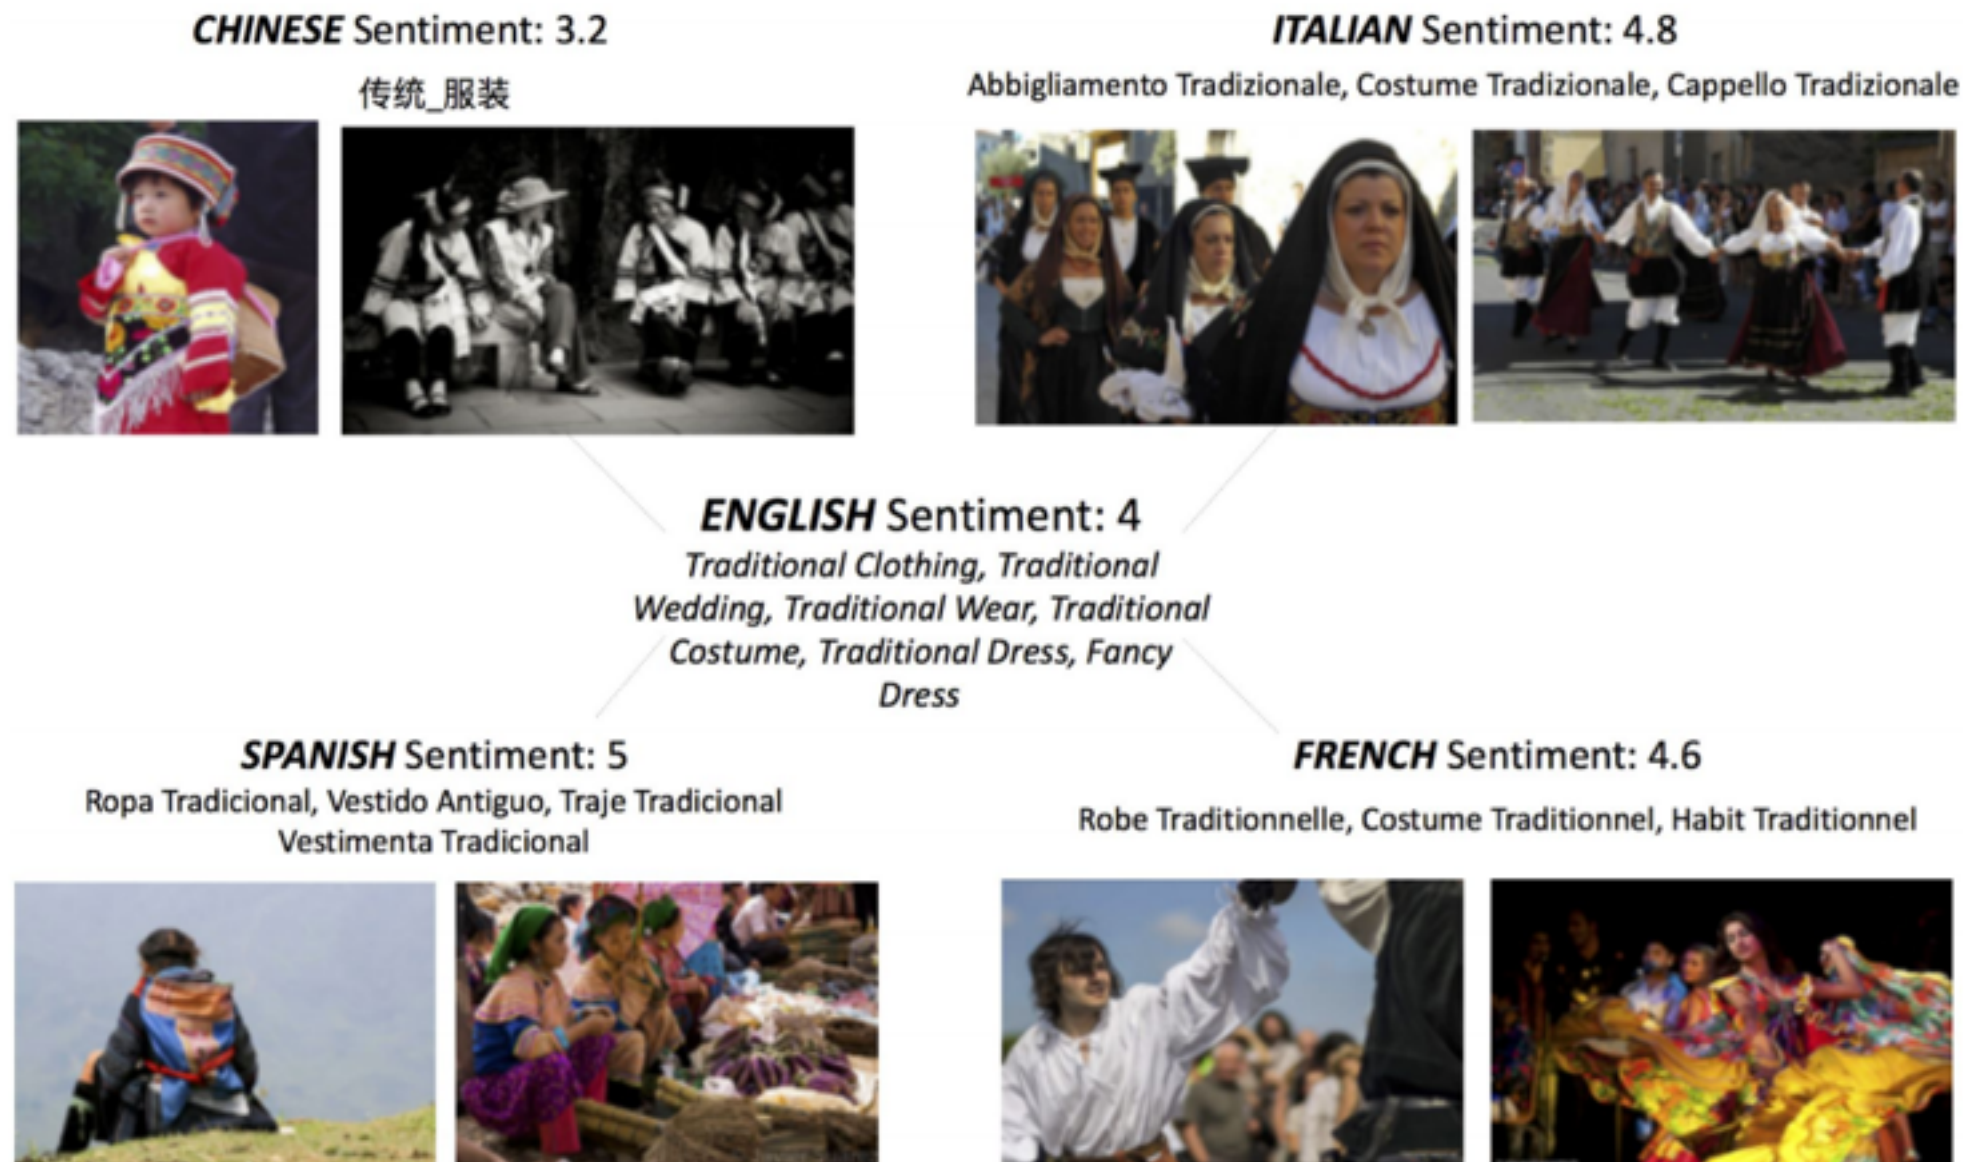 CHINESE Sentiment: 3.2
传统_服装
ITALIAN Sentiment: 4.8
Abbigliamento Tradizionale, Costume Tradizionale, Cappello Tradizionale
ENGLISH Sentiment: 4
Traditional Clothing, Traditional
Wedding, Traditional Wear, Traditional
Costume, Traditional Dress, Fancy
Dress
SPANISH Sentiment: 5
Ropa Tradicional, Vestido Antiguo, Traje Tradicional
Vestimenta Tradicional
FRENCH Sentiment: 4.6
Robe Traditionnelle, Costume Traditionnel, Habit Traditionnel